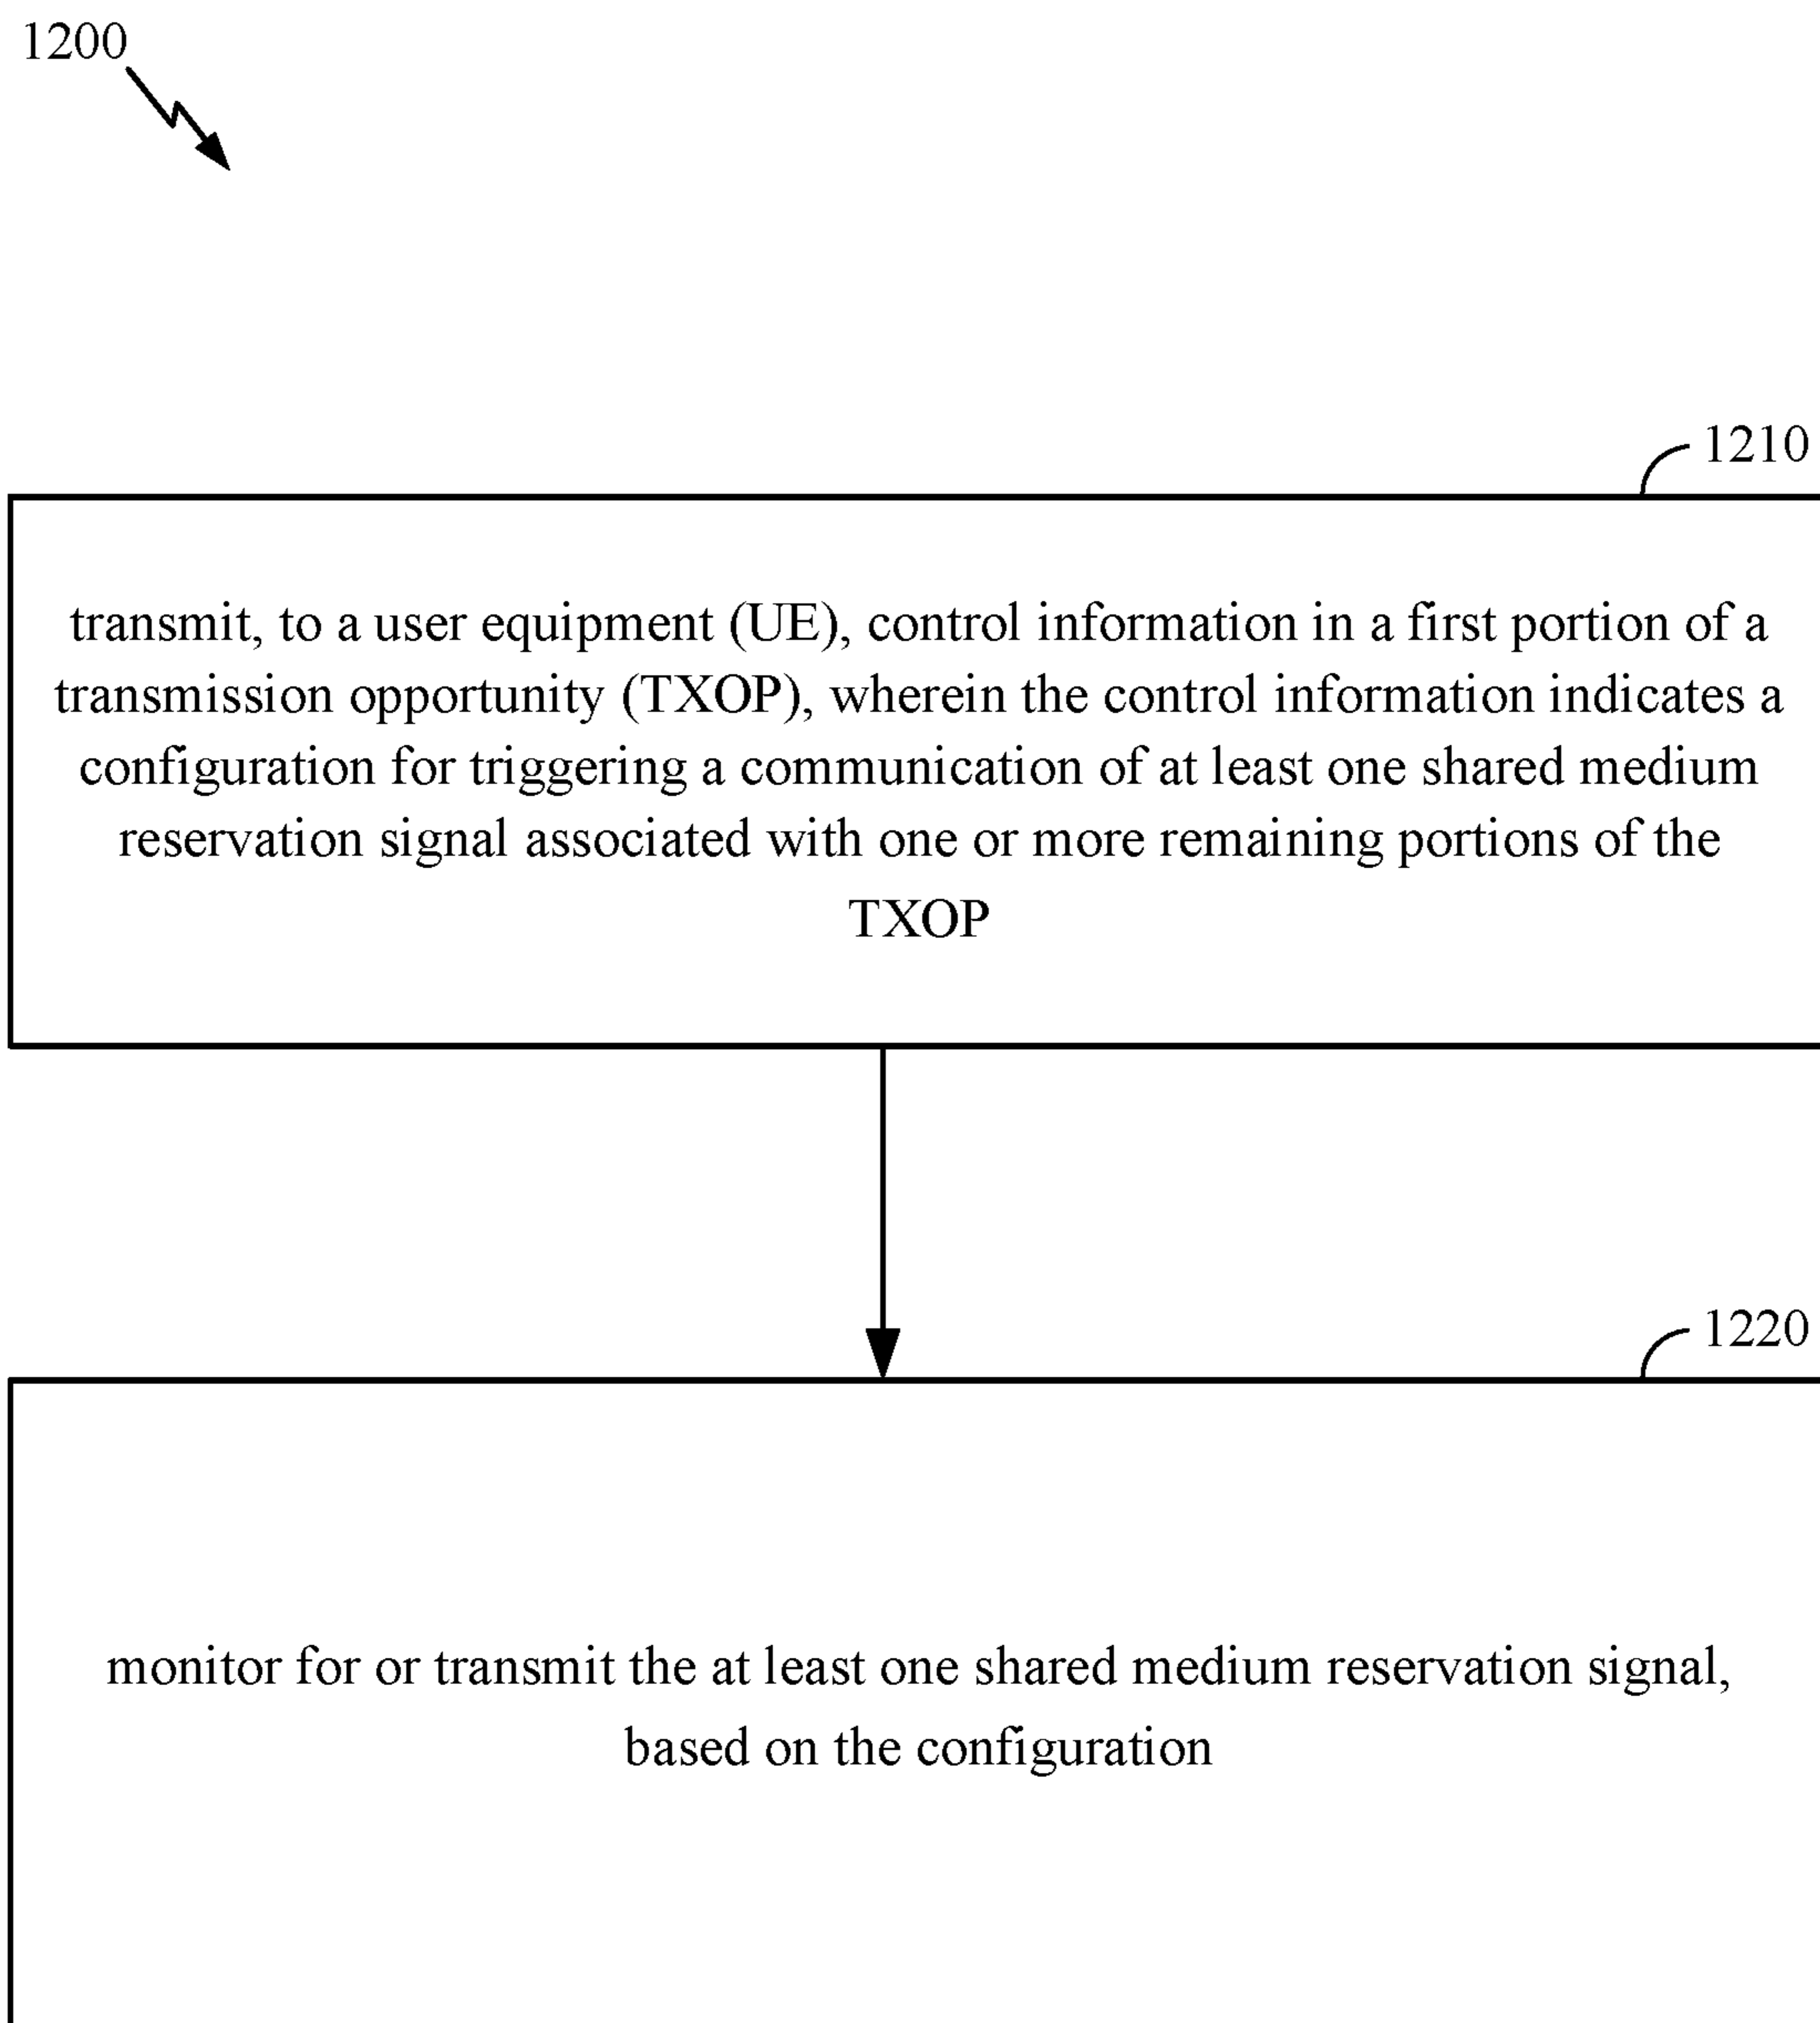 1200
1210
transmit, to a user equipment (UE), control information in a first portion of a
transmission opportunity (TXOP), wherein the control information indicates a
configuration for triggering a communication of at least one shared medium
reservation signal associated with one or more remaining portions of the
TXOP
1220
monitor for or transmit the at least one shared medium reservation signal,
based on the configuration